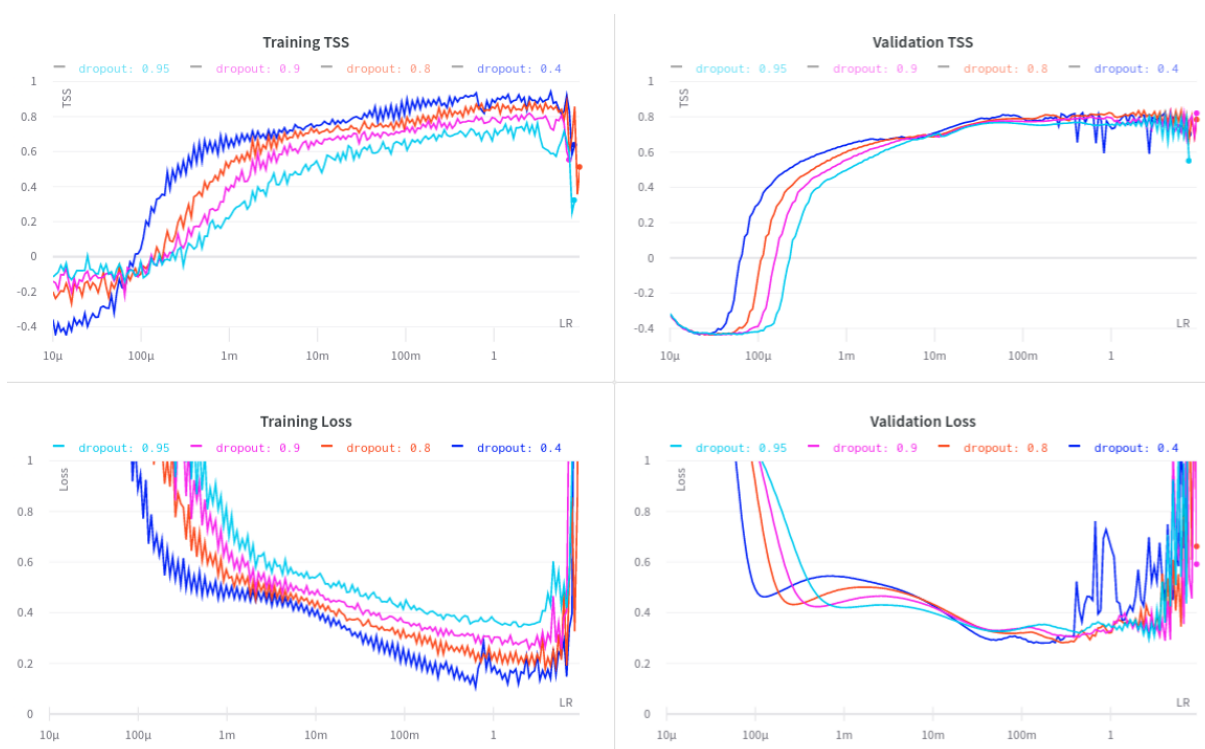 Training TSS
dropout: 0.95 dropout: 0.9 dropout: 0.8 dropout: 0.4
TSS
1
0.8
0.6
0.4
0.2
0
-0.2
-0.4
LR
10µ 100µ 1m 10m 100m 1
Validation TSS
dropout: 0.95 dropout: 0.9 dropout: 0.8 dropout: 0.4
TSS
1
0.8
0.6
0.4
0.2
0
-0.2
-0.4
LR
10µ 100µ 1m 10m 100m 1
Training Loss
dropout: 0.95 dropout: 0.9 dropout: 0.8 dropout: 0.4
Loss
1
0.8
0.6
0.4
0.2
0
LR
10µ 100µ 1m 10m 100m 1
Validation Loss
dropout: 0.95 dropout: 0.9 dropout: 0.8 dropout: 0.4
Loss
1
0.8
0.6
0.4
0.2
0
LR
10µ 100µ 1m 10m 100m 1